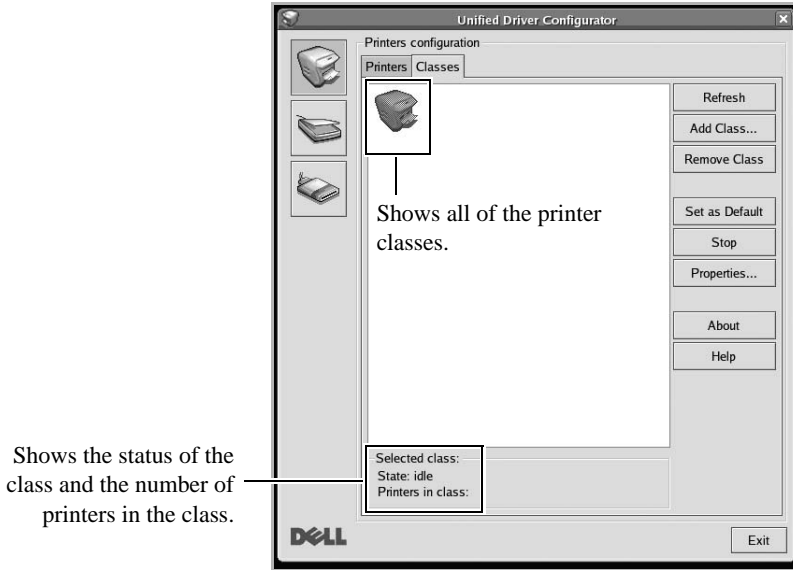 Unified Driver Configurator
Printers configuration
Printers Classes
Refresh
Add Class...
Remove Class
Shows all of the printer
classes.
Set as Default
Stop
Properties...
About
Help
Shows the status of the
class and the number of
printers in the class.
Selected class:
State: idle
Printers in class:
DELL
Exit